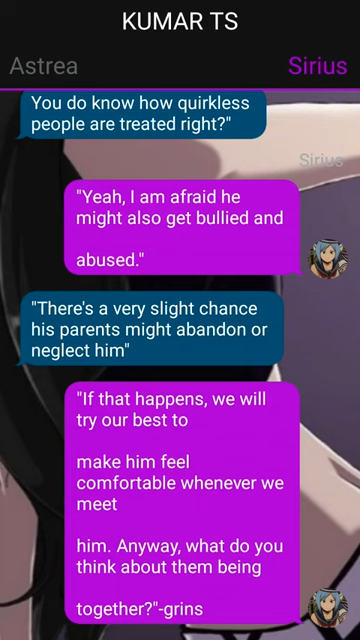 KUMAR TS
Astrea
Sirius
You do know how quirkless
people are treated right?"
Sirius
"Yeah, I am afraid he
might also get bullied and
abused."
"There's a very slight chance
his parents might abandon or
neglect him"
"If that happens, we will
try our best to
make him feel
comfortable whenever we
meet
him. Anyway, what do you
think about them being
together?"-grins